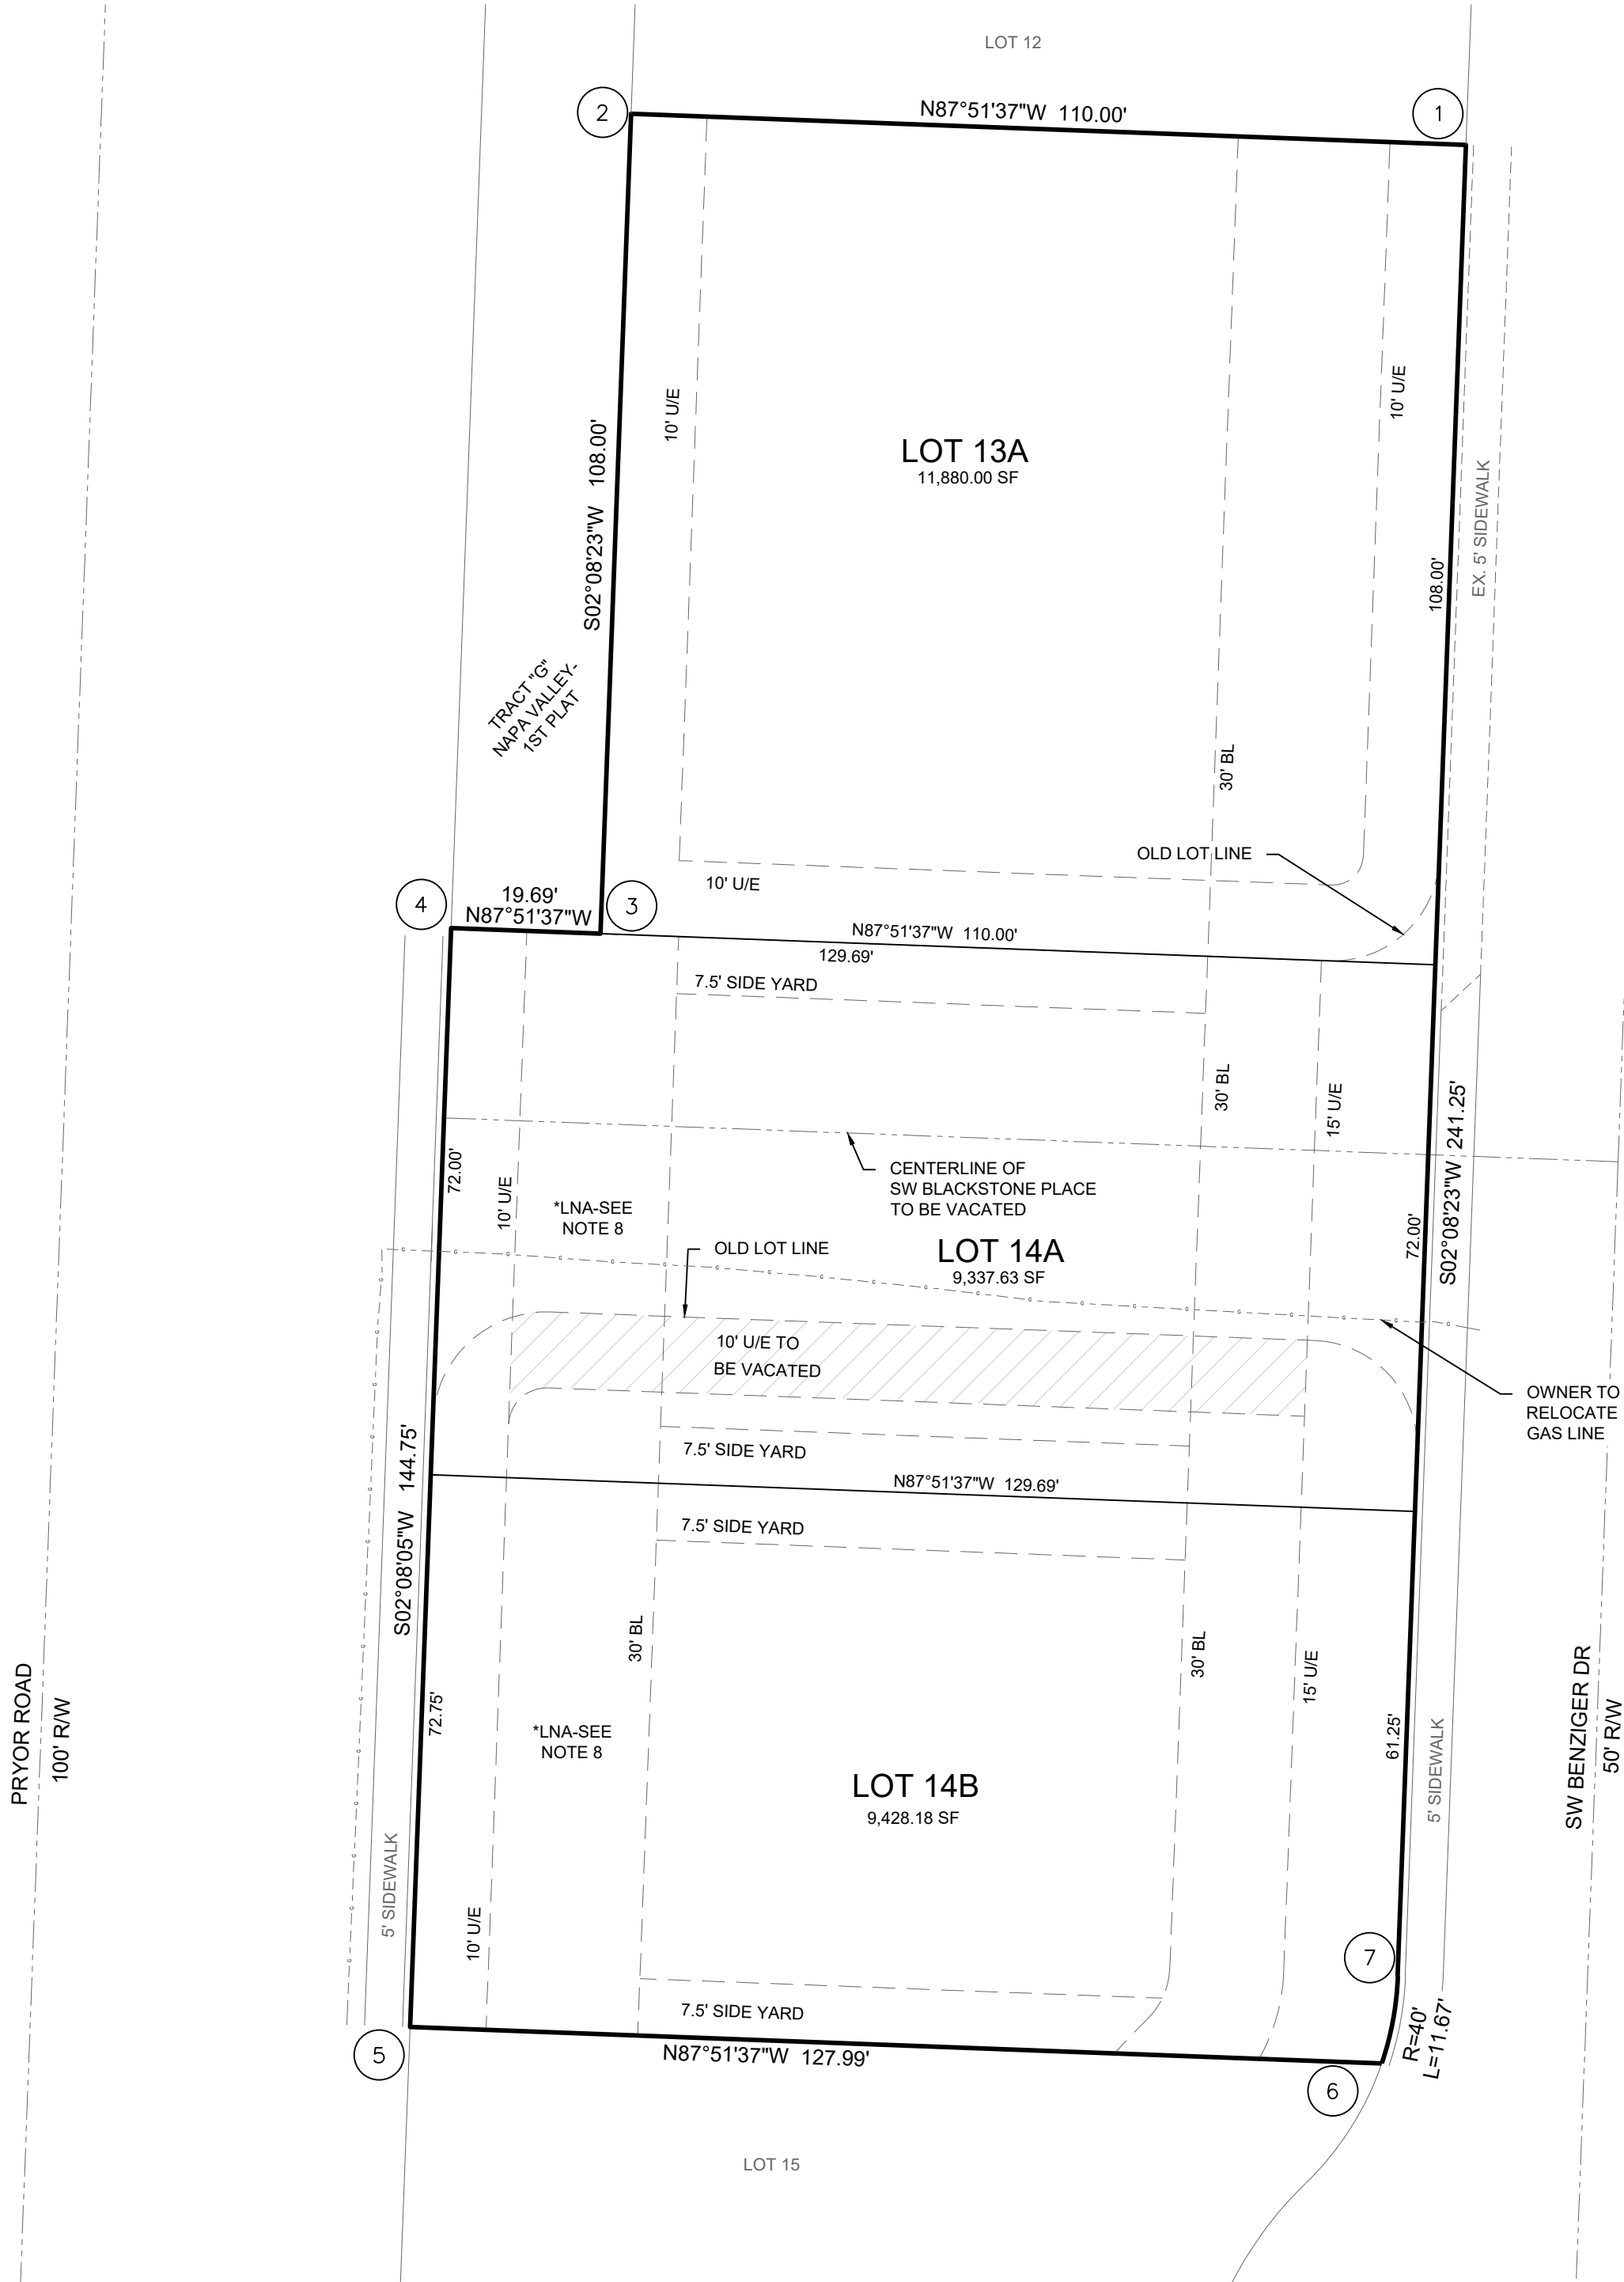 LOT 12
2
N87°51'37"W 110.00'
1
10' U/E
10' U/E
LOT 13A
11,880.00 SF
S02°08'23"W 108.00'
108.00'
EX. 5' SIDEWALK
TRACT "G"
NAPA VALLEY-
1ST PLAT
30' BL
OLD LOT LINE
10' U/E
4
19.69'
N87°51'37"W
3
N87°51'37"W 110.00'
129.69'
7.5' SIDE YARD
30' BL
15' U/E
S02°08'23"W 241.25'
72.00'
10' U/E
CENTERLINE OF
SW BLACKSTONE PLACE
TO BE VACATED
*LNA-SEE
NOTE 8
OLD LOT LINE
LOT 14A
9,337.63 SF
72.00'
G
10' U/E TO
BE VACATED
OWNER TO
RELOCATE
GAS LINE
7.5' SIDE YARD
S02°08'05"W 144.75'
N87°51'37"W 129.69'
7.5' SIDE YARD
30' BL
30' BL
15' U/E
PRYOR ROAD
100' R/W
72.75'
*LNA-SEE
NOTE 8
61.25'
LOT 14B
9,428.18 SF
5' SIDEWALK
SW BENZIGER DR
50' R/W
5' SIDEWALK
10' U/E
7
7.5' SIDE YARD
R=40'
L=11.67'
5
N87°51'37"W 127.99'
6
LOT 15